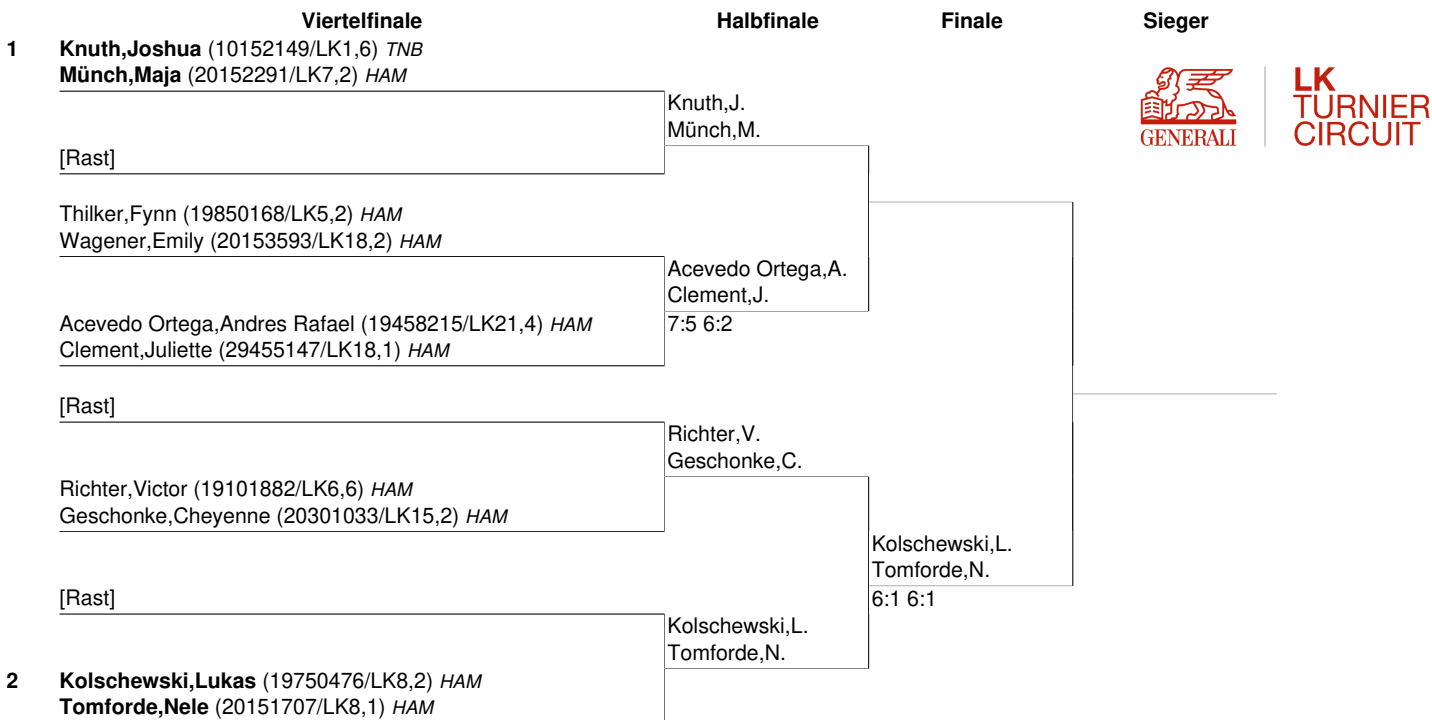 Viertelfinale Halbfinale Finale Sieger
1 Knuth,Joshua (10152149/LK1,6) TNB
Münch,Maja (20152291/LK7,2) HAM
GENERALI
LK
TURNIER
CIRCUIT
Knuth,J.
Münch,M.
[Rast]
Thilker,Fynn (19850168/LK5,2) HAM
Wagener,Emily (20153593/LK18,2) HAM
Acevedo Ortega,A.
Clement,J.
Acevedo Ortega,Andres Rafael (19458215/LK21,4) HAM 7:5 6:2
Clement,Juliette (29455147/LK18,1) HAM
[Rast]
Richter,V.
Geschonke,C.
Richter,Victor (19101882/LK6,6) HAM
Geschonke,Cheyenne (20301033/LK15,2) HAM
Kolschewski,L.
Tomforde,N.
[Rast] 6:1 6:1
Kolschewski,L.
Tomforde,N.
2 Kolschewski,Lukas (19750476/LK8,2) HAM
Tomforde,Nele (20151707/LK8,1) HAM